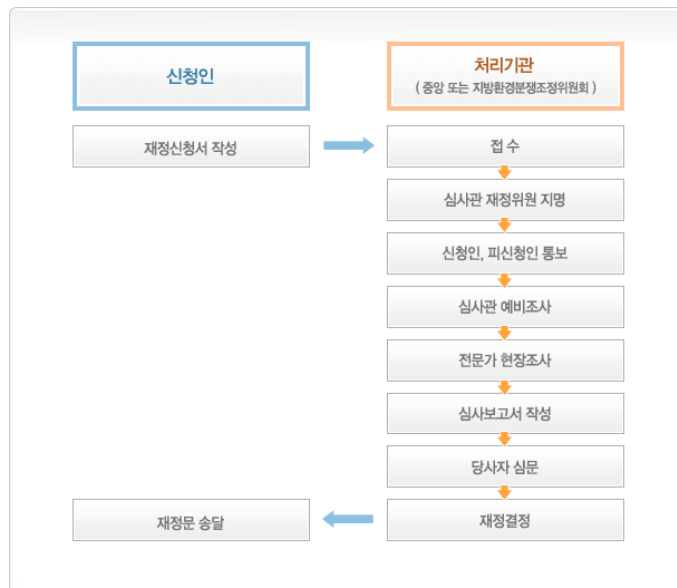 신청인
처리기관
( 중앙 또는 지방환경분쟁조정위원회 )
재정신청서 작성
접 수
심사관 재정위원 지명
신청인, 피신청인 통보
심사관 예비조사
전문가 현장조사
심사보고서 작성
당사자 심문
재정문 송달
재정결정